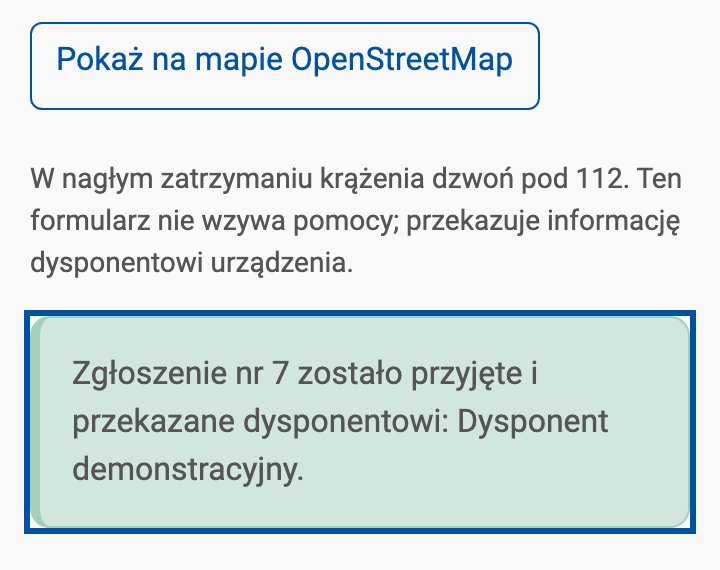 Pokaż na mapie OpenStreetMap
W nagłym zatrzymaniu krążenia dzwoń pod 112. Ten
formularz nie wzywa pomocy; przekazuje informację
dysponentowi urządzenia.
Zgłoszenie nr 7 zostało przyjęte i
przekazane dysponentowi: Dysponent
demonstracyjny.